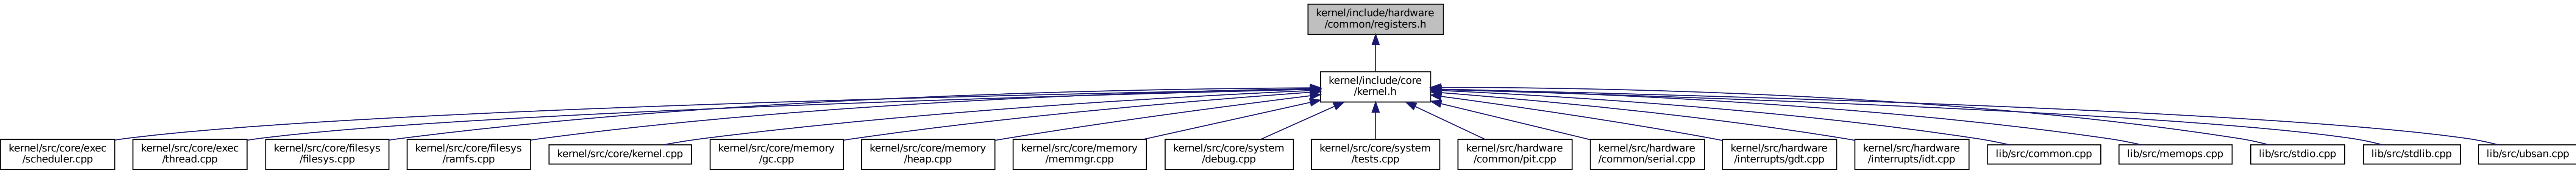 kernel/include/hardware
/common/registers.h
kernel/include/core
/kernel.h
kernel/src/core/exec
/scheduler.cpp
kernel/src/core/exec
/thread.cpp
kernel/src/core/filesys
/filesys.cpp
kernel/src/core/filesys
/ramfs.cpp
kernel/src/core/kernel.cpp
kernel/src/core/memory
/gc.cpp
kernel/src/core/memory
/heap.cpp
kernel/src/core/memory
/memmgr.cpp
kernel/src/core/system
/debug.cpp
kernel/src/core/system
/tests.cpp
kernel/src/hardware
/common/pit.cpp
kernel/src/hardware
/common/serial.cpp
kernel/src/hardware
/interrupts/gdt.cpp
kernel/src/hardware
/interrupts/idt.cpp
lib/src/common.cpp
lib/src/memops.cpp
lib/src/stdio.cpp
lib/src/stdlib.cpp
lib/src/ubsan.cpp